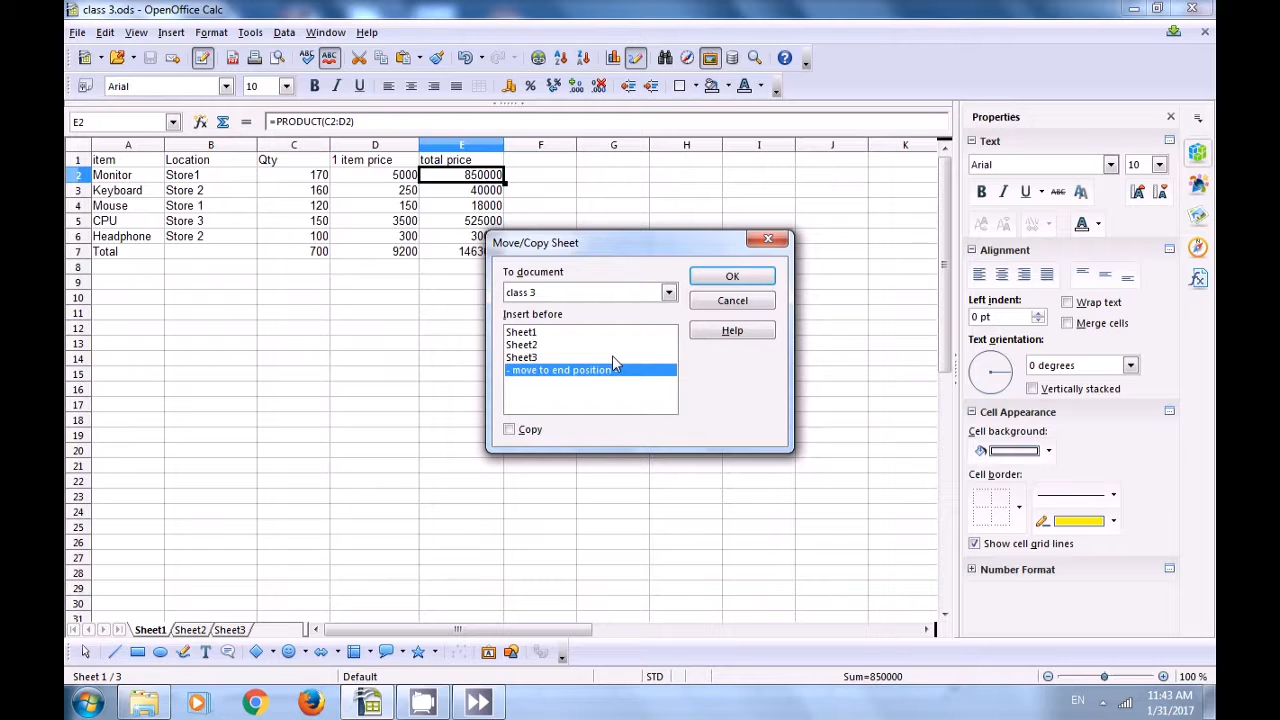 class 3.ods - OpenOffice Calc
File Edit View Insert Format Tools Data Window Help
Arial 10
E2 =PRODUCT(C2:D2)
A B C D E F G H I J K
1 item Location Qty 1 item price total price
2 Monitor Store1 170 5000 850000
3 Keyboard Store 2 160 250 40000
4 Mouse Store 1 120 150 18000
5 CPU Store 3 150 3500 525000
6 Headphone Store 2 100 300
7 Total 700 9200
8
9
10
11
12
13
14
15
16
17
18
19
20
21
22
23
24
25
26
27
28
29
30
31
Move/Copy Sheet
To document
class 3
Insert before
Sheet1
Sheet2
Sheet3
- move to end position
Copy
OK
Cancel
Help
Properties
Text
Arial 10
Alignment
Left indent:
0 pt
Wrap text
Merge cells
Text orientation:
0 degrees
Vertically stacked
Cell Appearance
Cell background:
Cell border:
Show cell grid lines
Number Format
Sheet1 Sheet2 Sheet3
Sheet 1 / 3 Default STD Sum=850000 100 %
EN 11:43 AM
1/31/2017